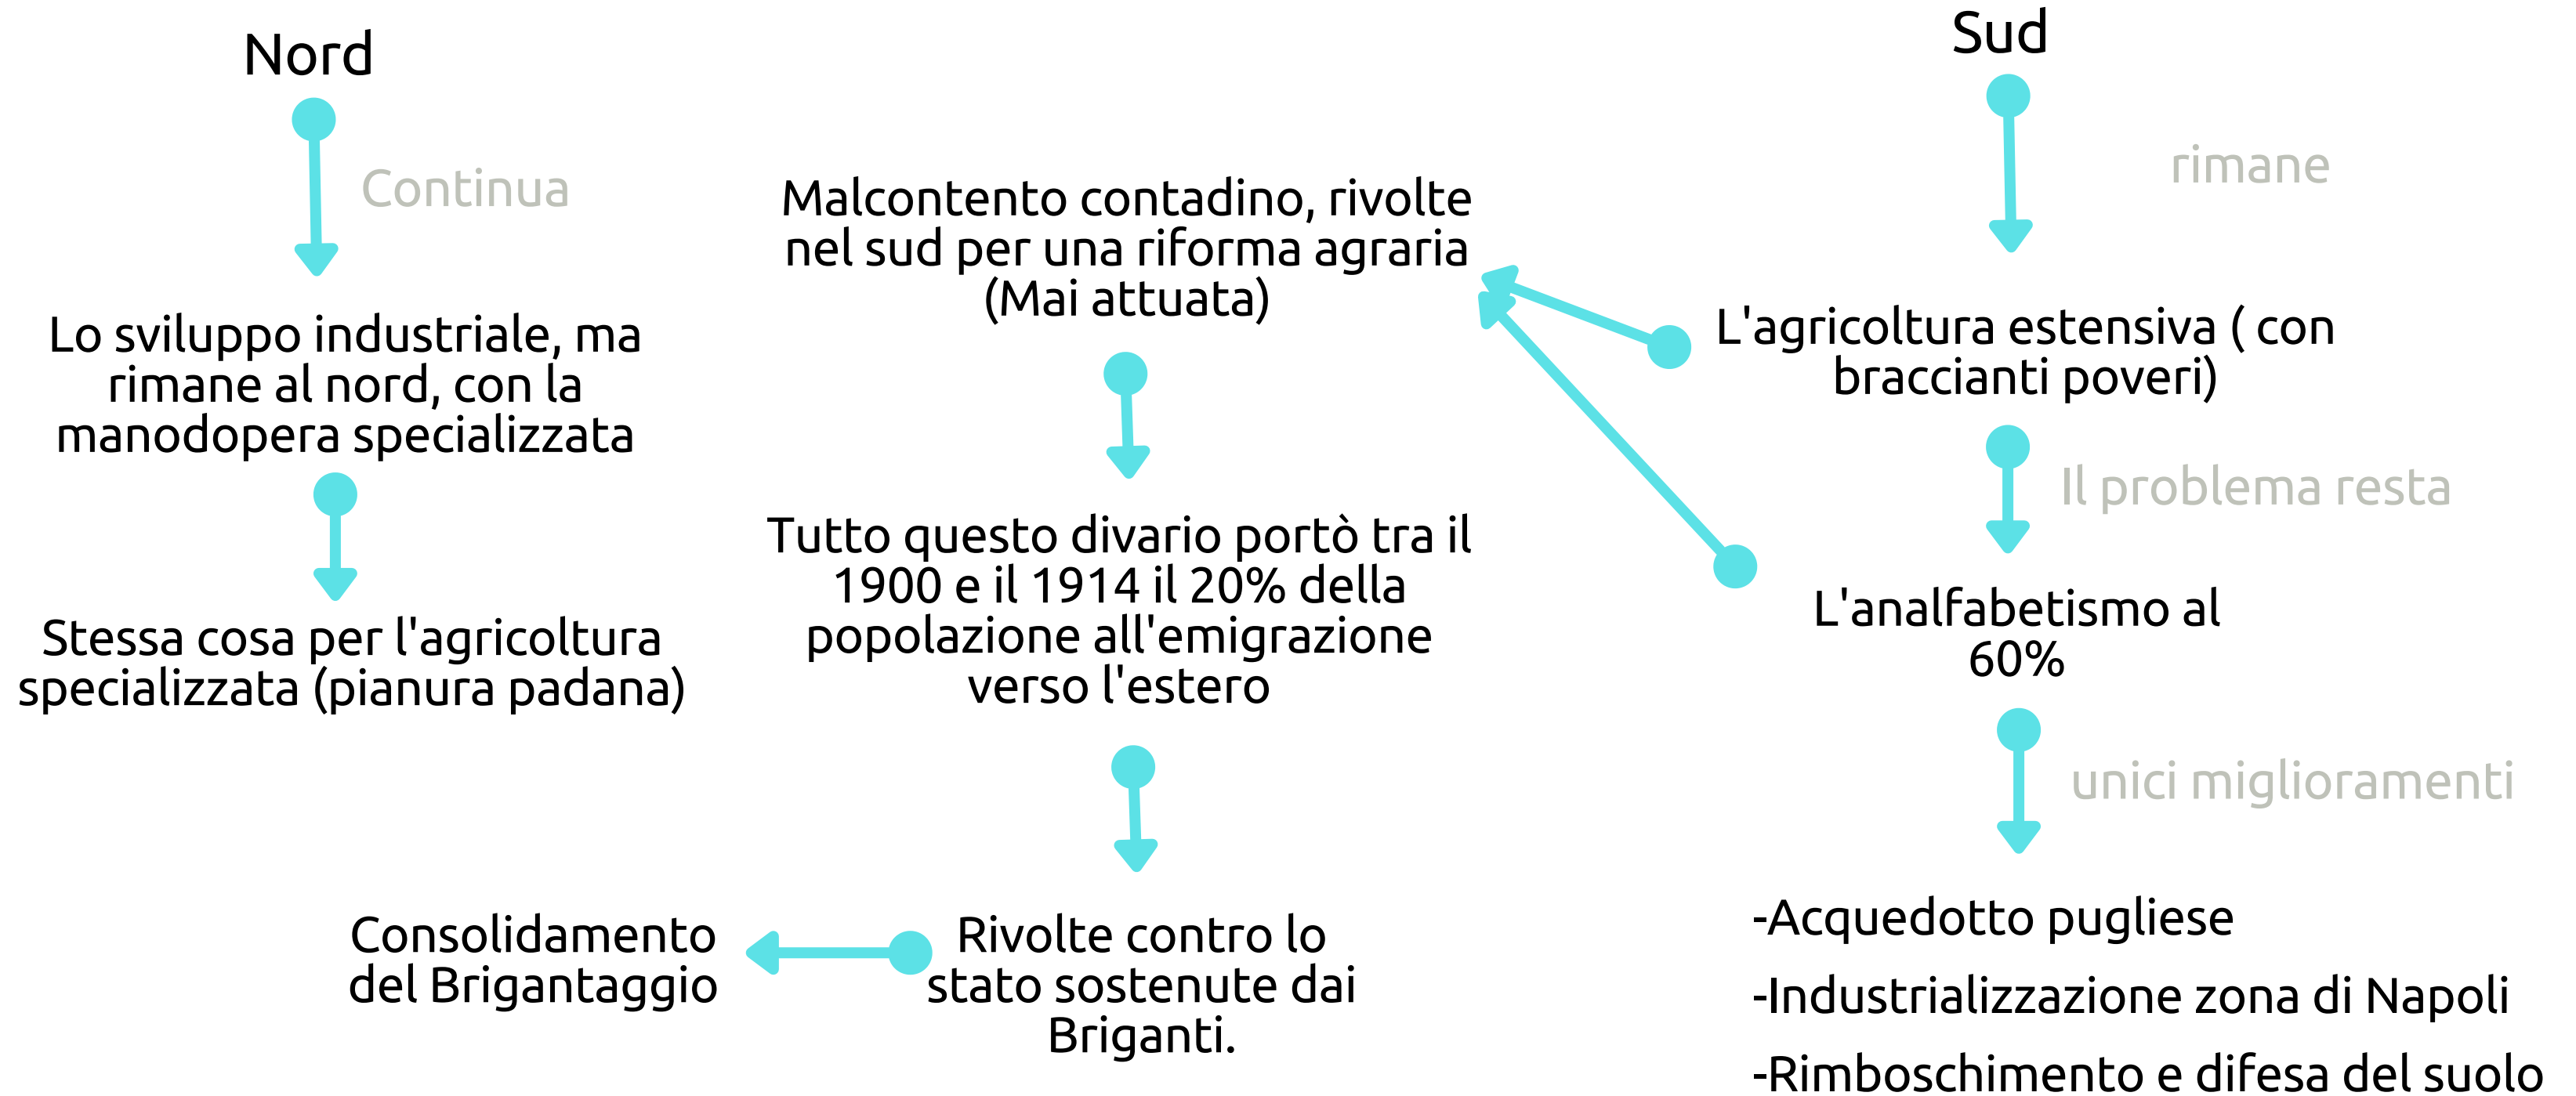 Nord
Continua
Lo sviluppo industriale, ma
rimane al nord, con la
manodopera specializzata
Stessa cosa per l'agricoltura
specializzata (pianura padana)
Malcontento contadino, rivolte
nel sud per una riforma agraria
(Mai attuata)
Tutto questo divario portò tra il
1900 e il 1914 il 20% della
popolazione all'emigrazione
verso l'estero
Rivolte contro lo
stato sostenute dai
Briganti.
Consolidamento
del Brigantaggio
Sud
rimane
L'agricoltura estensiva ( con
braccianti poveri)
Il problema resta
L'analfabetismo al
60%
unici miglioramenti
-Acquedotto pugliese
-Industrializzazione zona di Napoli
-Rimboschimento e difesa del suolo